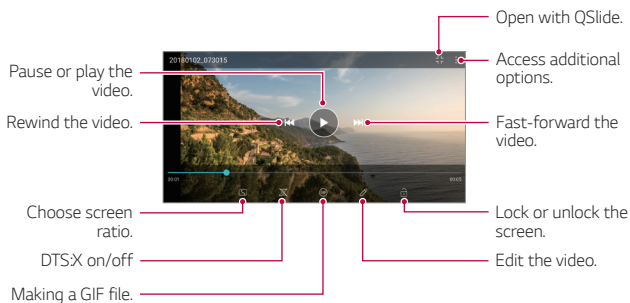 Open with QSlide.
20180102_073015
Access additional
options.
Pause or play the
video.
Rewind the video.
Fast-forward the
video.
00:01
00:05
GIF
Choose screen
ratio.
Lock or unlock the
screen.
DTS:X on/off
Edit the video.
Making a GIF file.